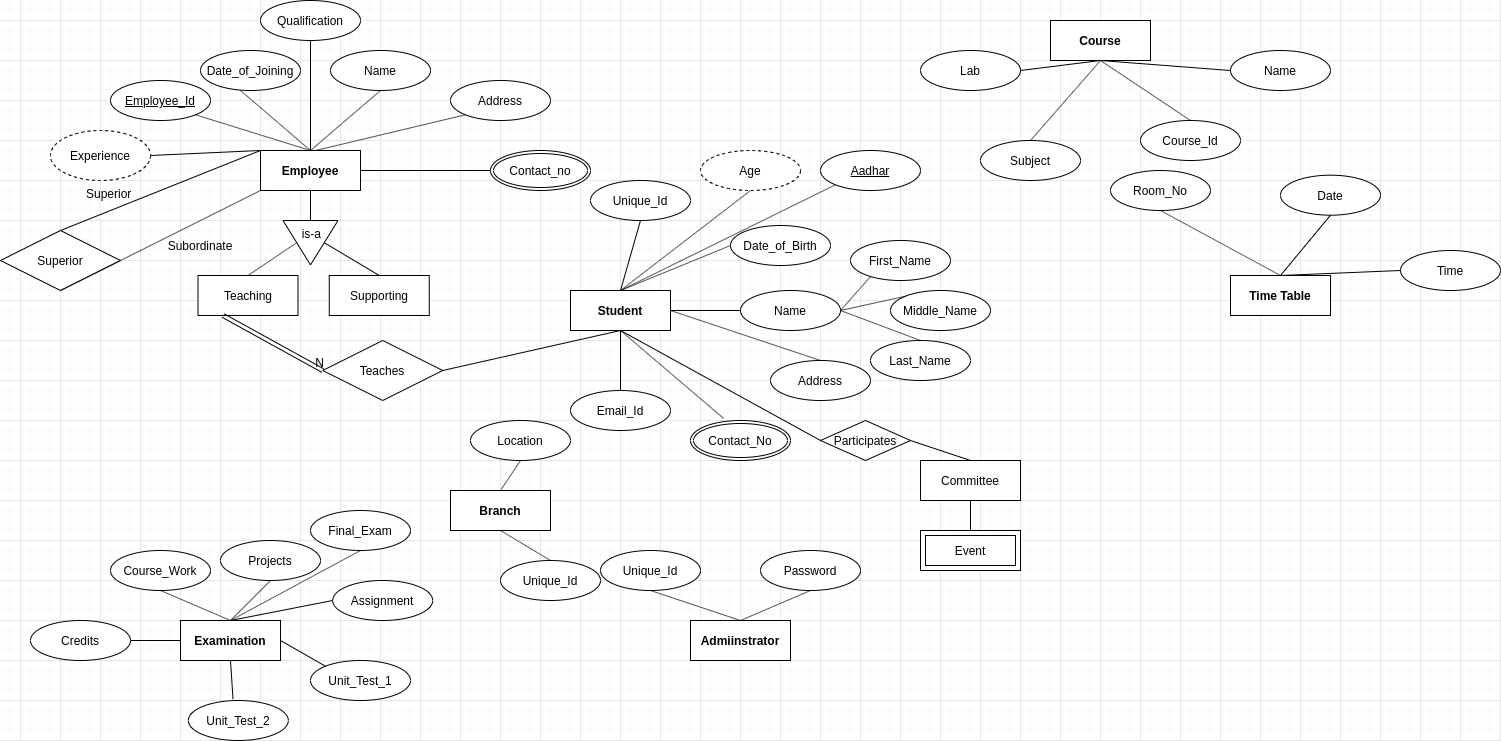 Qualification
Date_of_Joining
Name
Employee_Id
Address
Experience
Employee
Contact_no
Superior
Superior
Subordinate
is-a
Teaching
Supporting
N
Teaches
Course
Lab
Name
Subject
Course_Id
Room_No
Date
Time
Time Table
Unique_Id
Age
Aadhar
Date_of_Birth
First_Name
Student
Name
Middle_Name
Last_Name
Address
Email_Id
Contact_No
Participates
Committee
Event
Location
Branch
Unique_Id
Unique_Id
Password
Admiinstrator
Final_Exam
Projects
Course_Work
Assignment
Credits
Examination
Unit_Test_1
Unit_Test_2